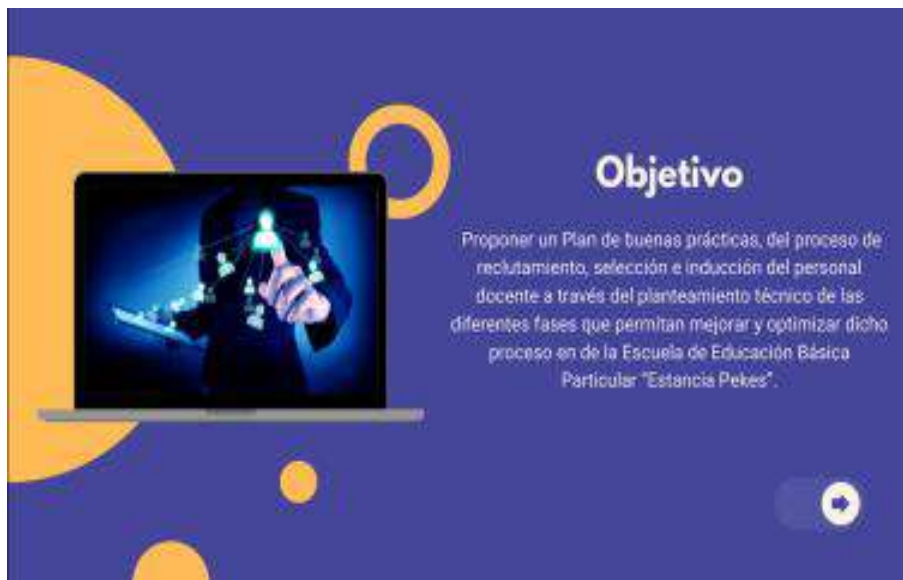 Objetivo
Proponer un Plan de buenas prácticas, del proceso de
reclutamiento, selección e inducción del personal
docente a través del planteamiento técnico de las
diferentes fases que permitan mejorar y optimizar dicho
proceso en de la Escuela de Educación Básica
Particular "Estancia Pekes".